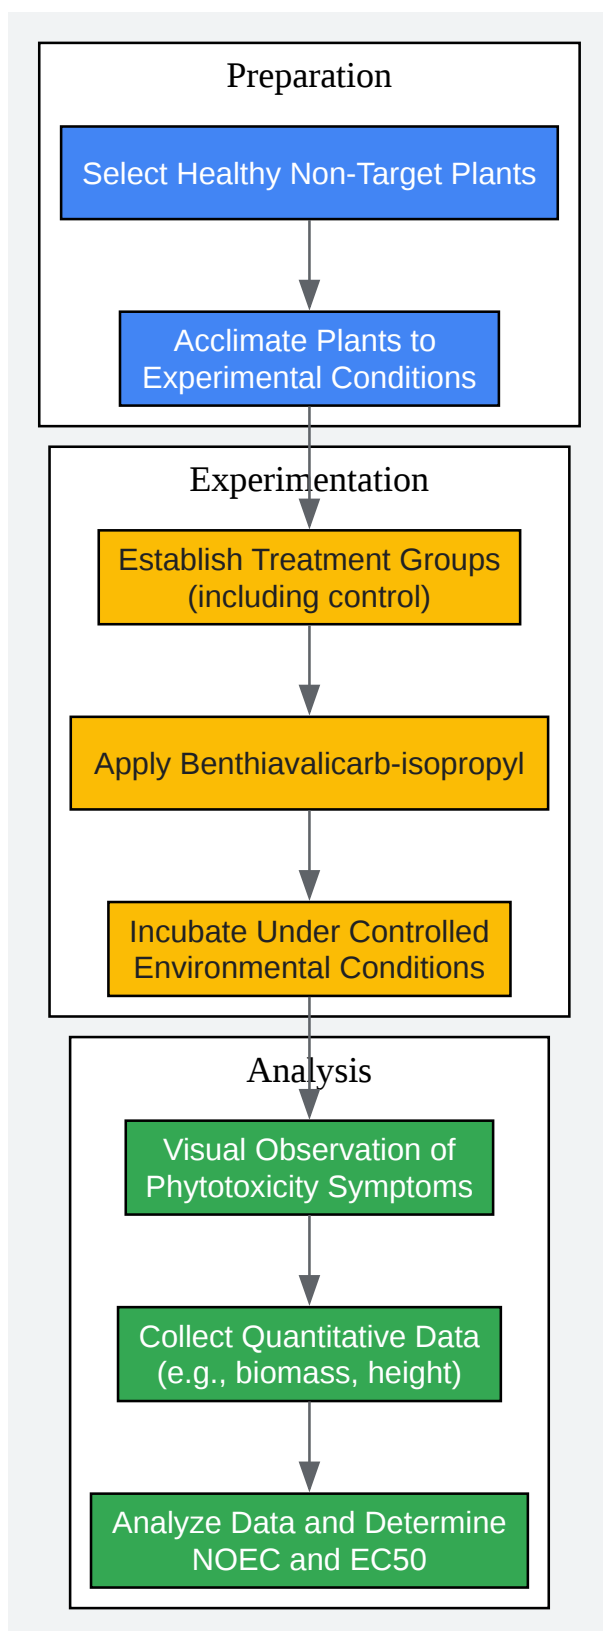 Preparation
Select Healthy Non-Target Plants
Acclimate Plants to
Experimental Conditions
Experimentation
Establish Treatment Groups
(including control)
Apply Benthiavalicarb-isopropyl
Incubate Under Controlled
Environmental Conditions
Analysis
Visual Observation of
Phytotoxicity Symptoms
Collect Quantitative Data
(e.g., biomass, height)
Analyze Data and Determine
NOEC and EC50